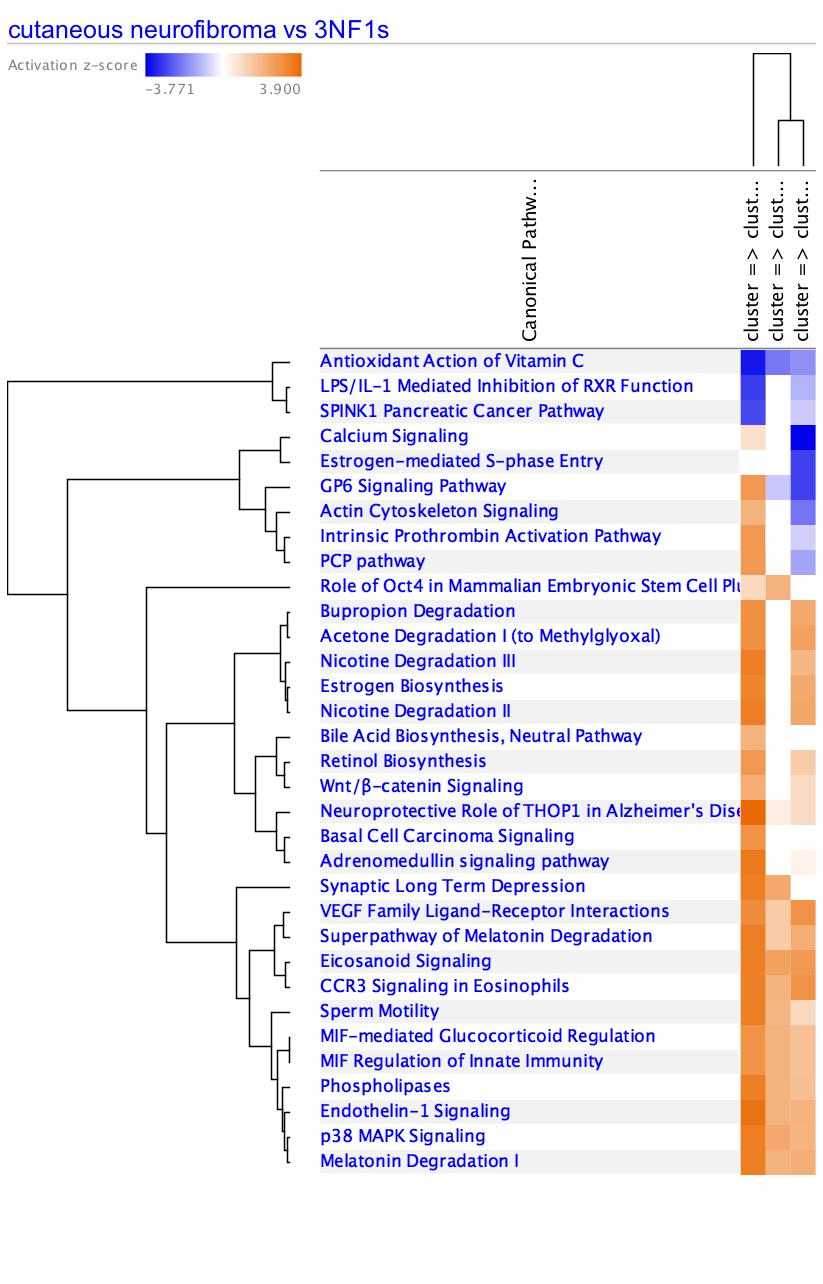 cutaneous neurofibroma vs 3NF1s
Activation z-score
-3.771 3.900
Canonical Pathw...
cluster => clust...
cluster => clust...
cluster => clust...
Antioxidant Action of Vitamin C
LPS/IL-1 Mediated Inhibition of RXR Function
SPINK1 Pancreatic Cancer Pathway
Calcium Signaling
Estrogen-mediated S-phase Entry
GP6 Signaling Pathway
Actin Cytoskeleton Signaling
Intrinsic Prothrombin Activation Pathway
PCP pathway
Role of Oct4 in Mammalian Embryonic Stem Cell Plu
Bupropion Degradation
Acetone Degradation I (to Methylglyoxal)
Nicotine Degradation III
Estrogen Biosynthesis
Nicotine Degradation II
Bile Acid Biosynthesis, Neutral Pathway
Retinol Biosynthesis
Wnt/β-catenin Signaling
Neuroprotective Role of THOP1 in Alzheimer's Dise
Basal Cell Carcinoma Signaling
Adrenomedullin signaling pathway
Synaptic Long Term Depression
VEGF Family Ligand-Receptor Interactions
Superpathway of Melatonin Degradation
Eicosanoid Signaling
CCR3 Signaling in Eosinophils
Sperm Motility
MIF-mediated Glucocorticoid Regulation
MIF Regulation of Innate Immunity
Phospholipases
Endothelin-1 Signaling
p38 MAPK Signaling
Melatonin Degradation I